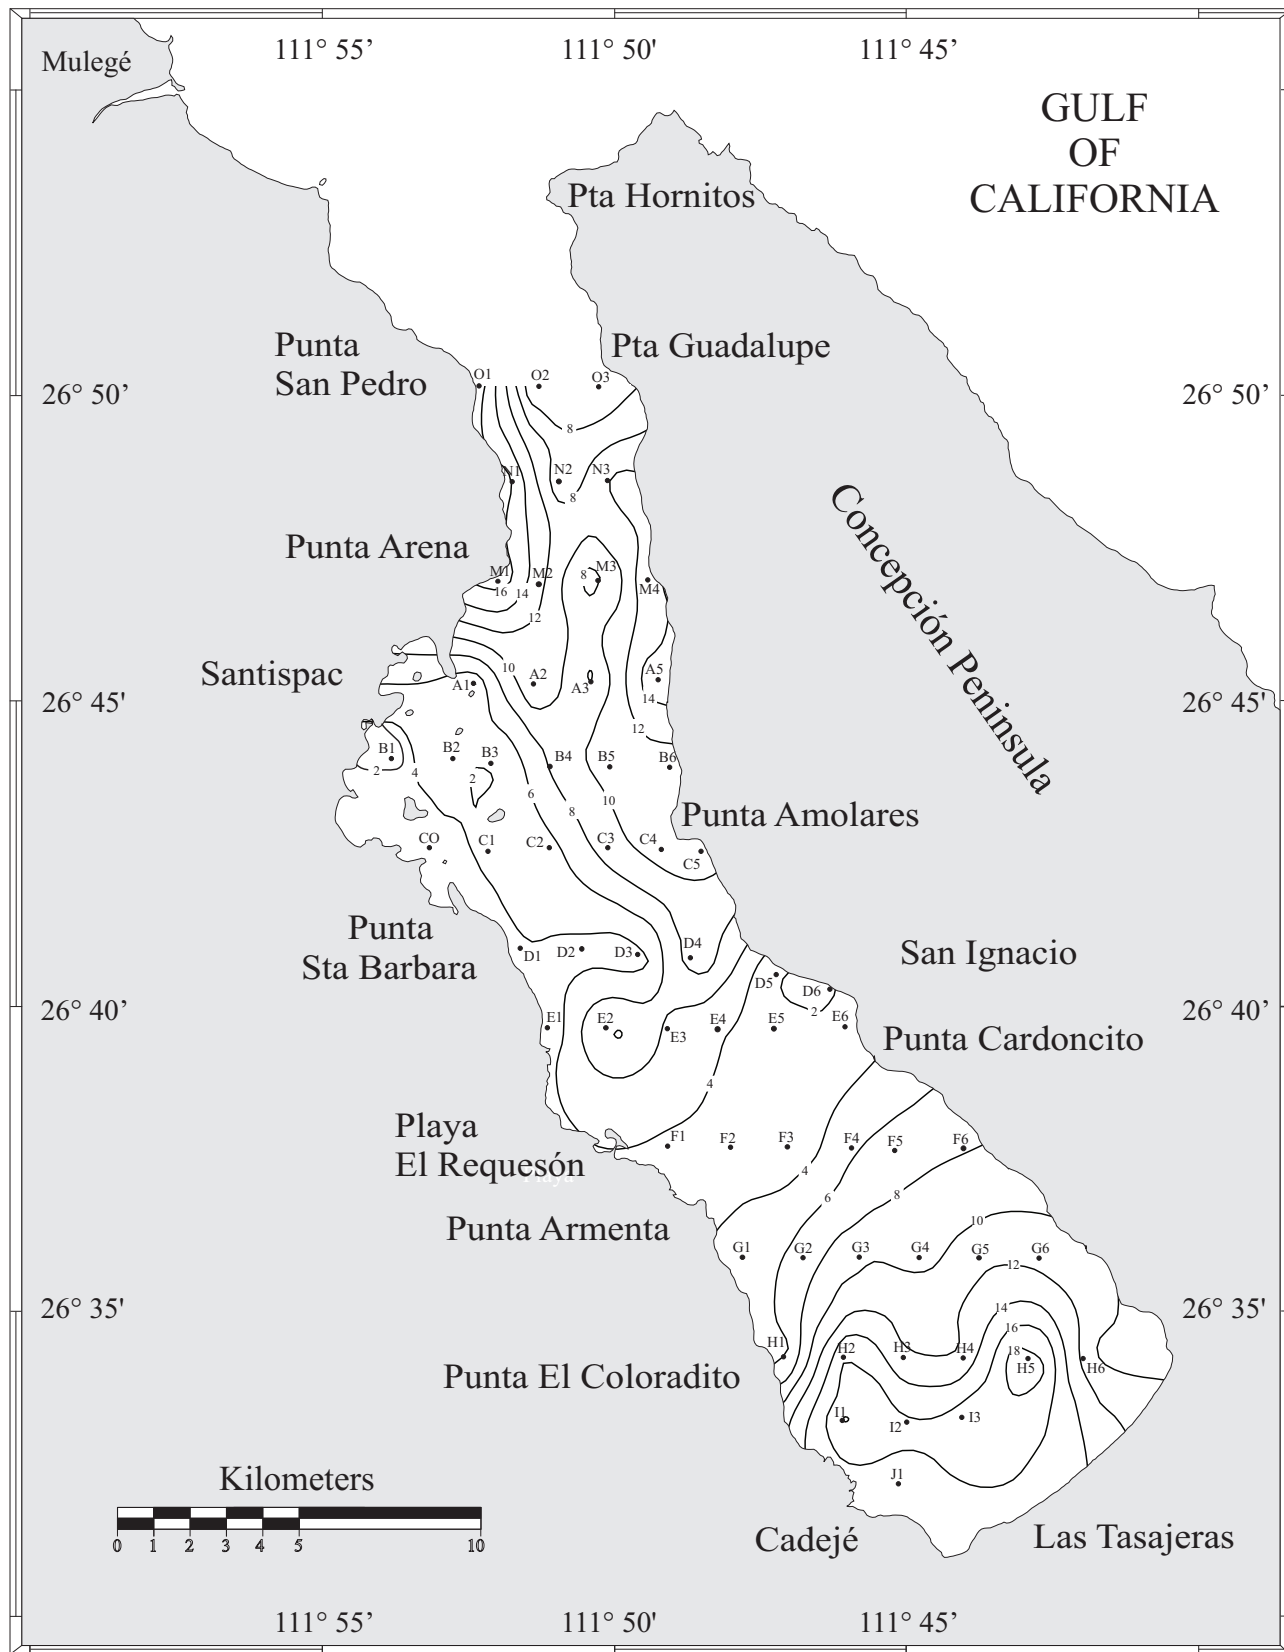 111° 55’
111° 50'
111° 45’
Mulegé
GULF
OF
CALIFORNIA
Pta Hornitos
Punta
San Pedro
Pta Guadalupe
O1
O2
O3
26° 50’
26° 50’
8
N1
N2
N3
8
Concepción Peninsula
Punta Arena
M1
M2
8
M3
M4
16
14
12
Santispac
10
A1
A2
A3
A5
14
26° 45'
26° 45'
12
B1
B2
B3
B4
B5
B6
2
4
2
6
8
10
Punta Amolares
CO
C1
C2
C3
C4
C5
Punta
Sta Barbara
San Ignacio
D1
D2
D3
D4
D5
D6
2
26° 40’
26° 40’
E1
E2
E3
E4
E5
E6
Punta Cardoncito
4
Playa
El Requesón
Playa
F1
F2
F3
F4
F5
F6
4
6
8
Punta Armenta
10
G1
G2
G3
G4
G5
G6
12
26° 35'
26° 35'
14
16
18
H1
H2
H3
H4
H5
H6
Punta El Coloradito
I1
I2
I3
J1
Kilometers
0 1 2 3 4 5 10
Cadejé
Las Tasajeras
111° 55’
111° 50'
111° 45’